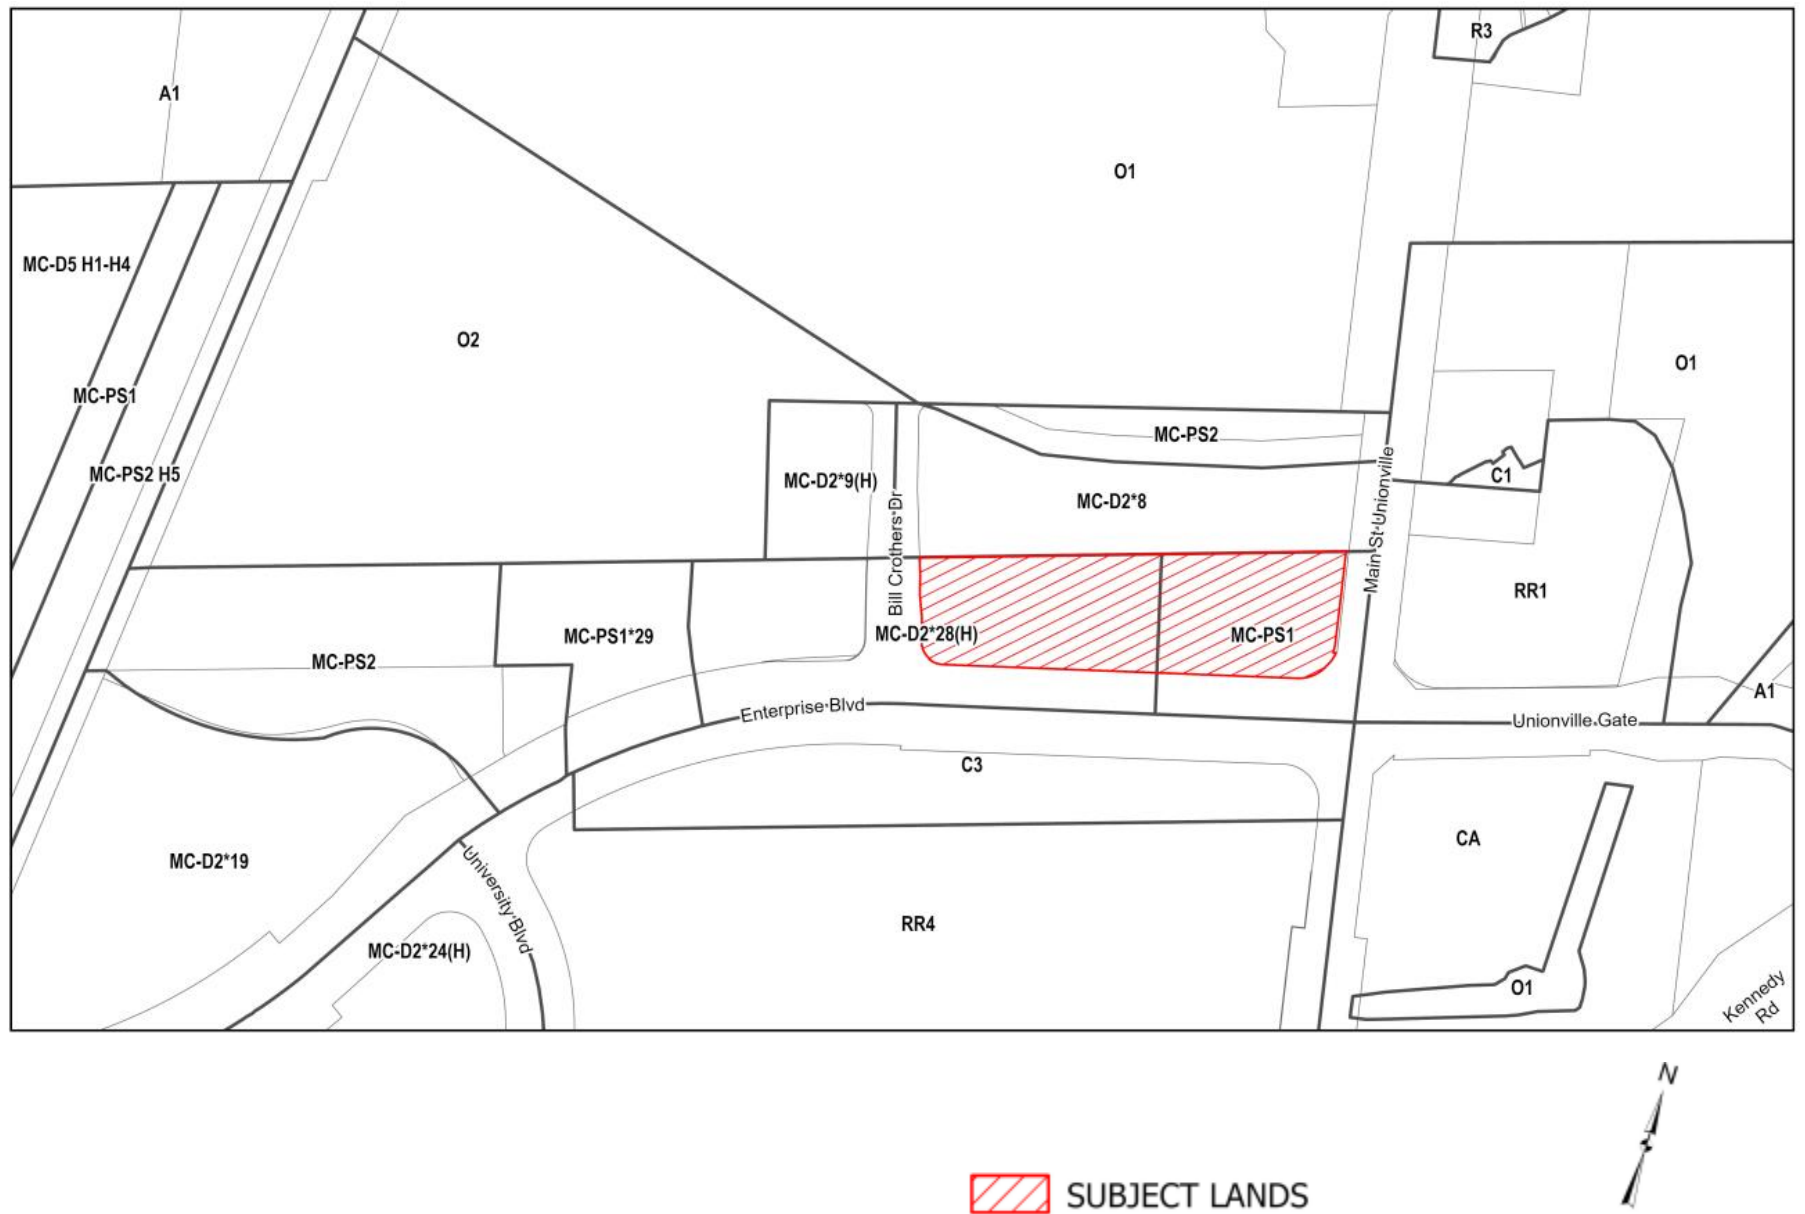 R3
A1
O1
MC-D5 H1-H4
O2
O1
MC-PS1
MC-PS2
MC-PS2 H5
MC-D2*9(H)
C1
MC-D2*8
Bill Crothers Dr
Main St Unionville
RR1
MC-PS1*29
MC-D2*28(H)
MC-PS1
MC-PS2
A1
Enterprise Blvd
Unionville Gate
C3
CA
MC-D2*19
University Blvd
RR4
MC-D2*24(H)
O1
Kennedy
Rd
N
SUBJECT LANDS